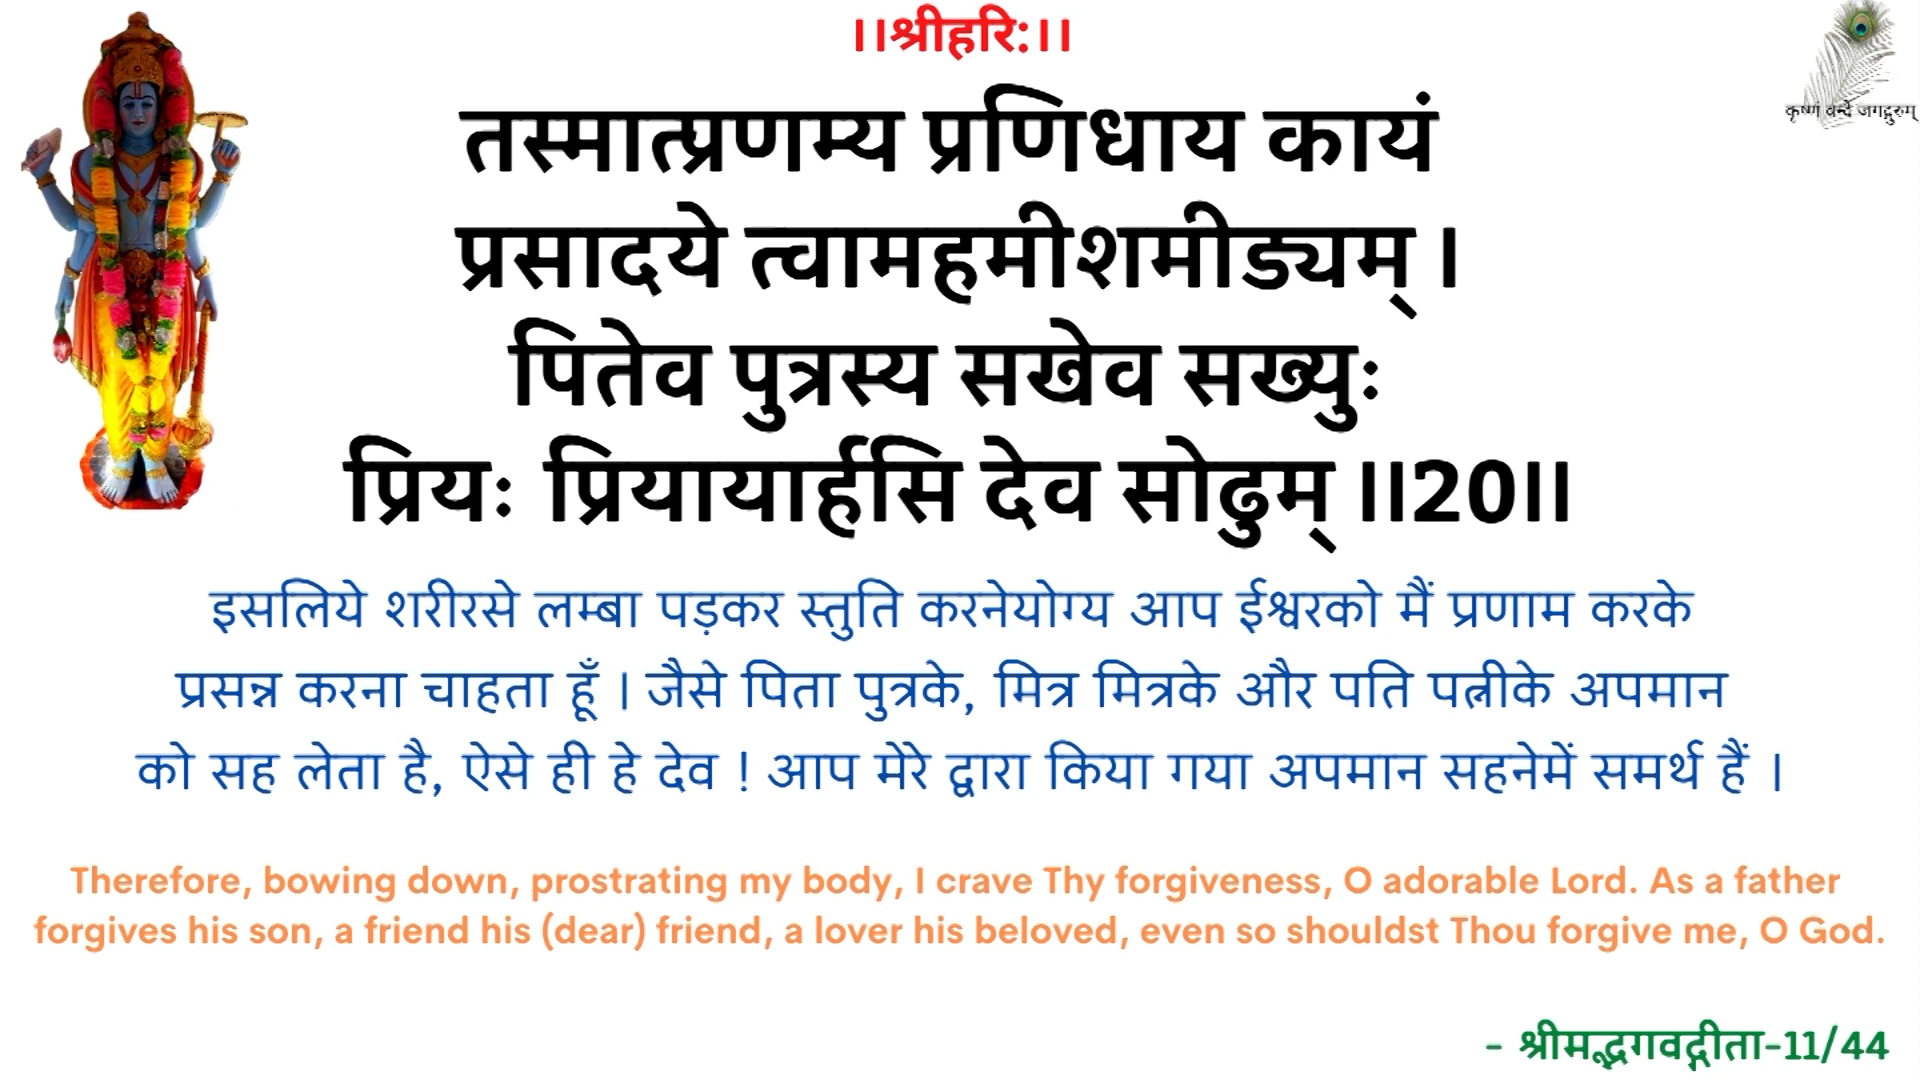 ।।श्रीहरिः।।
कृष्णं वन्दे जगद्गुरुम्
तस्मात्प्रणम्य प्रणिधाय कायं
प्रसादये त्वामहमीशमीड्यम् ।
पितेव पुत्रस्य सखेव सख्युः
प्रियः प्रियायार्हसि देव सोढुम् ।।20।।
इसलिये शरीरसे लम्बा पड़कर स्तुति करनेयोग्य आप ईश्वरको मैं प्रणाम करके
प्रसन्न करना चाहता हूँ । जैसे पिता पुत्रके, मित्र मित्रके और पति पत्नीके अपमान
को सह लेता है, ऐसे ही हे देव ! आप मेरे द्वारा किया गया अपमान सहनेमें समर्थ हैं ।
Therefore, bowing down, prostrating my body, I crave Thy forgiveness, O adorable Lord. As a father
forgives his son, a friend his (dear) friend, a lover his beloved, even so shouldst Thou forgive me, O God.
- श्रीमद्भगवद्गीता-11/44